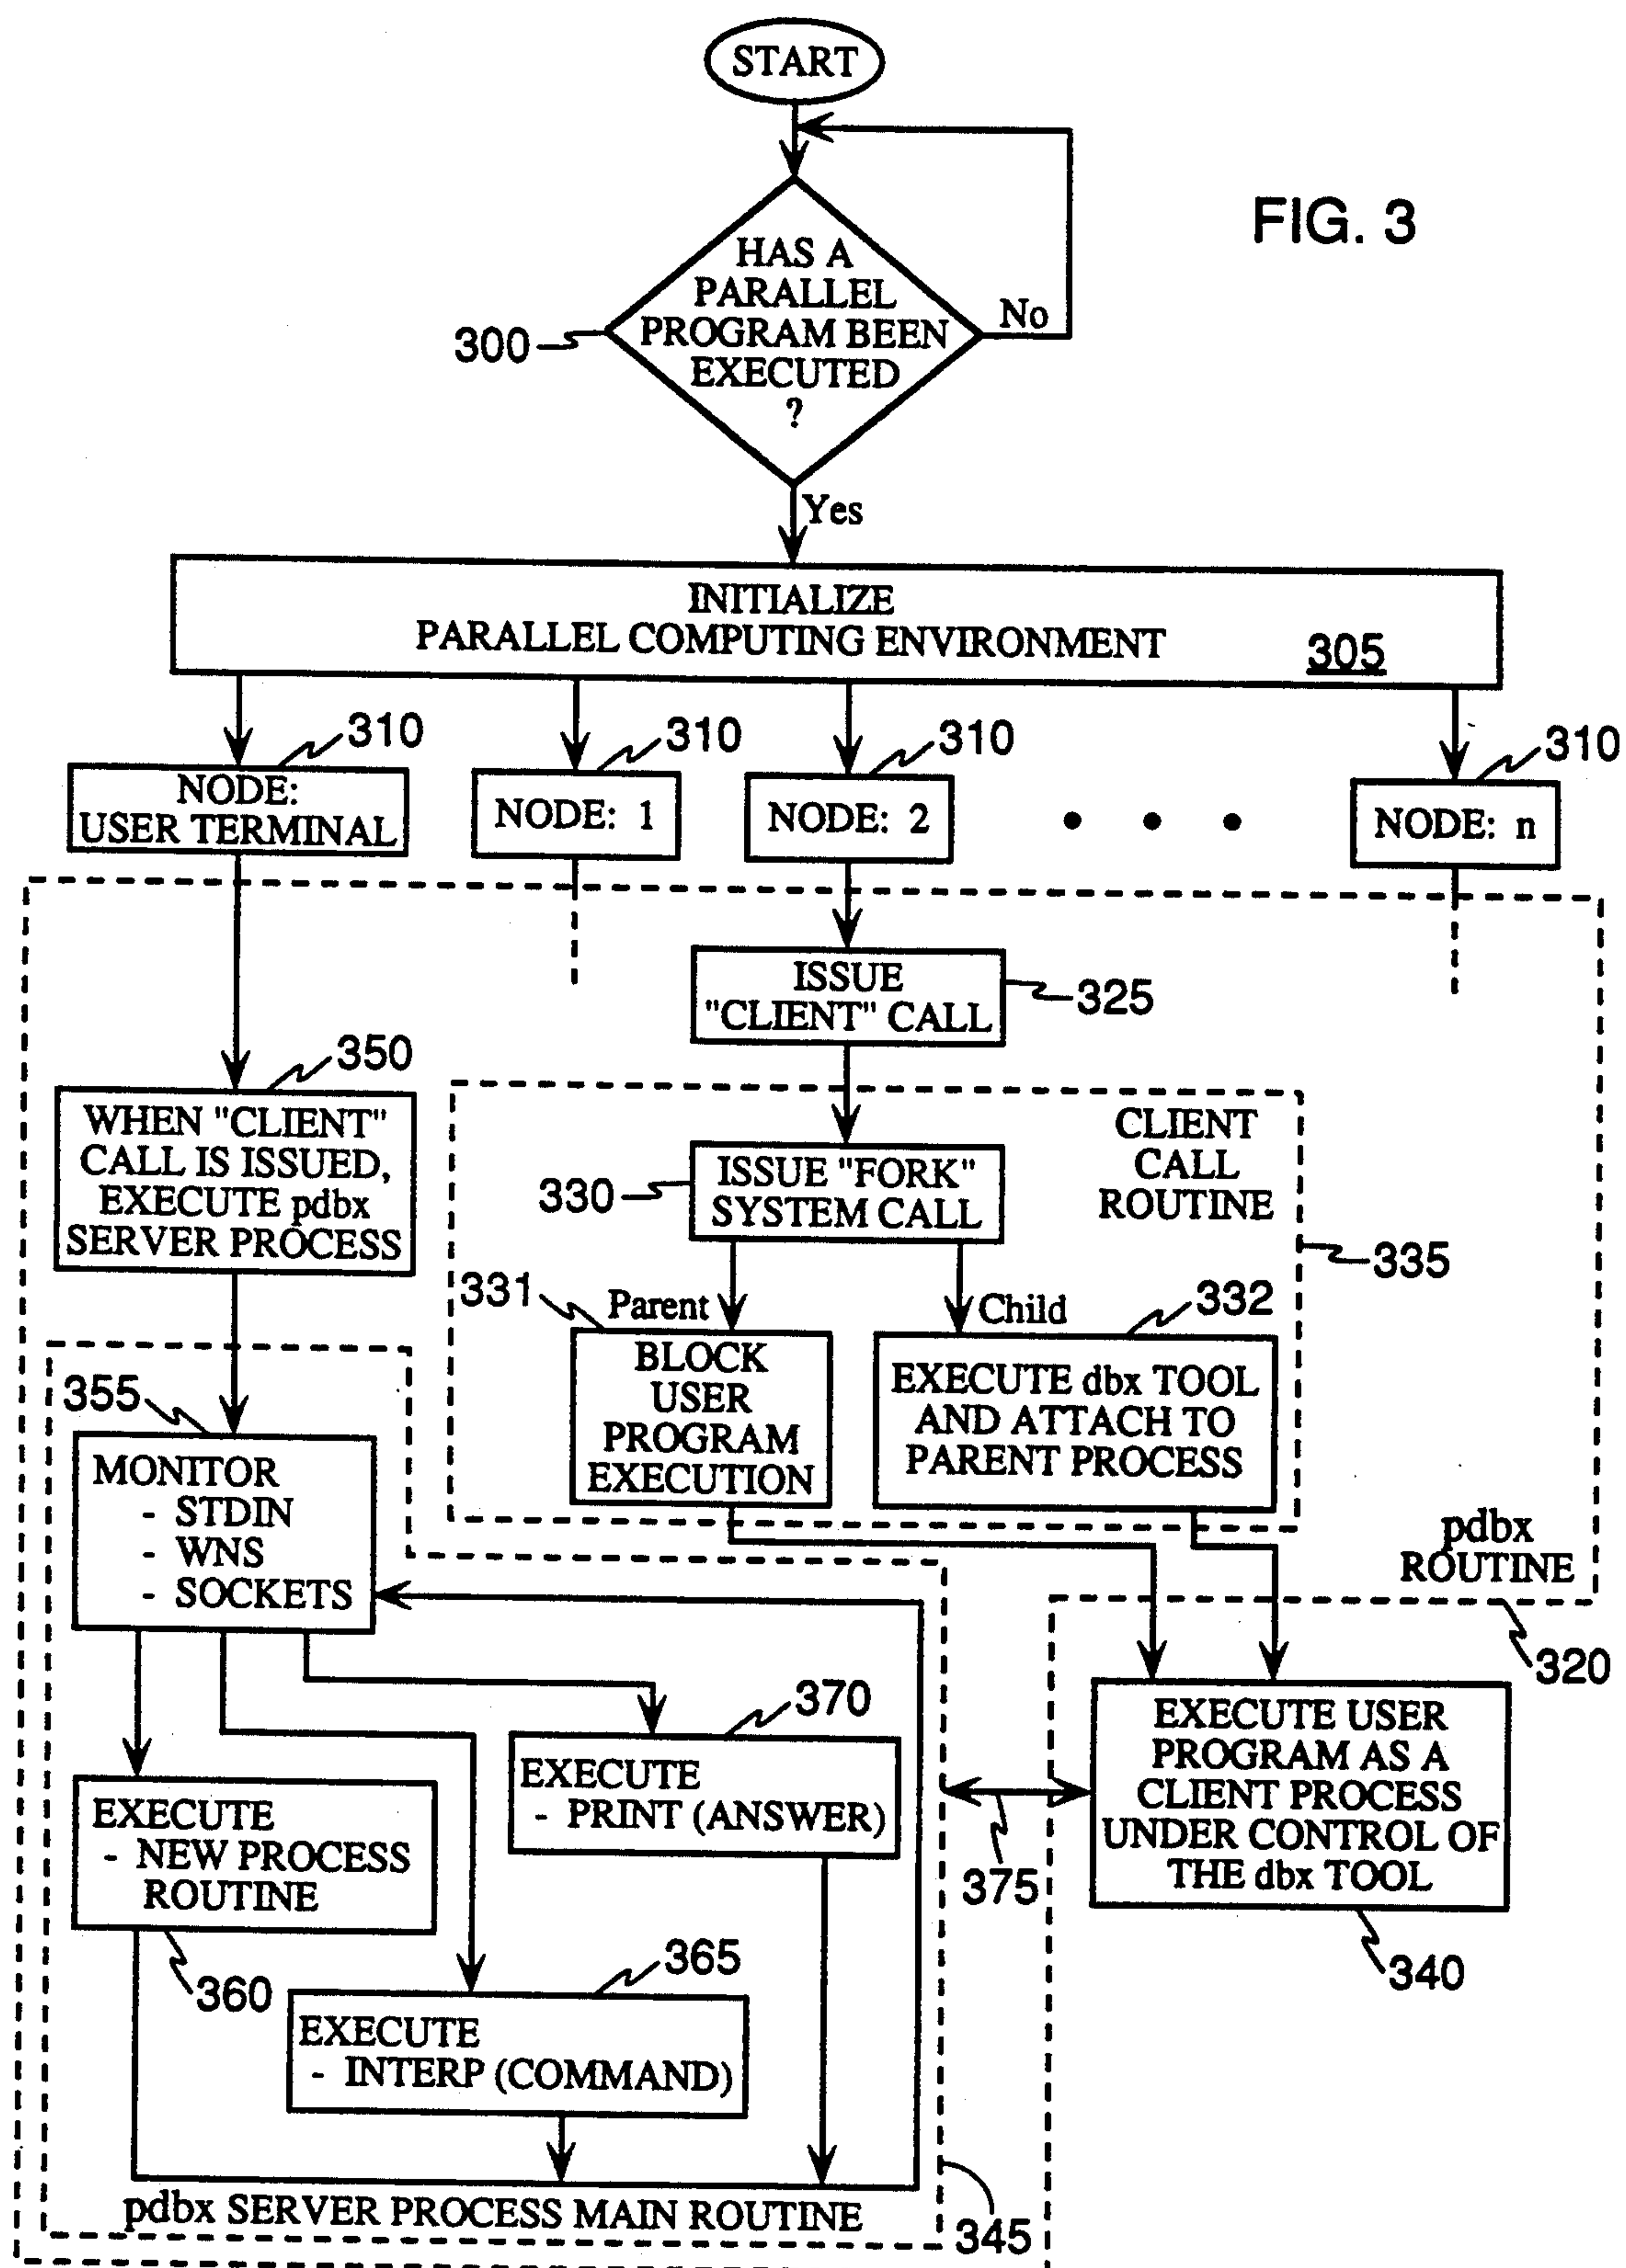 START
FIG. 3
HAS A
PARALLEL
PROGRAM BEEN
EXECUTED
?
No
300
Yes
INITIALIZE
PARALLEL COMPUTING ENVIRONMENT
305
310
310
310
310
NODE:
USER TERMINAL
NODE: 1
NODE: 2
• • •
NODE: n
ISSUE
"CLIENT" CALL
325
350
WHEN "CLIENT"
CALL IS ISSUED,
EXECUTE pdbx
SERVER PROCESS
CLIENT
CALL
ROUTINE
330
ISSUE "FORK"
SYSTEM CALL
335
331
Parent
Child
332
BLOCK
USER
PROGRAM
EXECUTION
EXECUTE dbx TOOL
AND ATTACH TO
PARENT PROCESS
355
MONITOR
- STDIN
- WNS
- SOCKETS
pdbx
ROUTINE
320
370
EXECUTE
- PRINT (ANSWER)
EXECUTE USER
PROGRAM AS A
CLIENT PROCESS
UNDER CONTROL OF
THE dbx TOOL
375
340
EXECUTE
- NEW PROCESS
ROUTINE
360
365
EXECUTE
- INTERP (COMMAND)
pdbx SERVER PROCESS MAIN ROUTINE
345